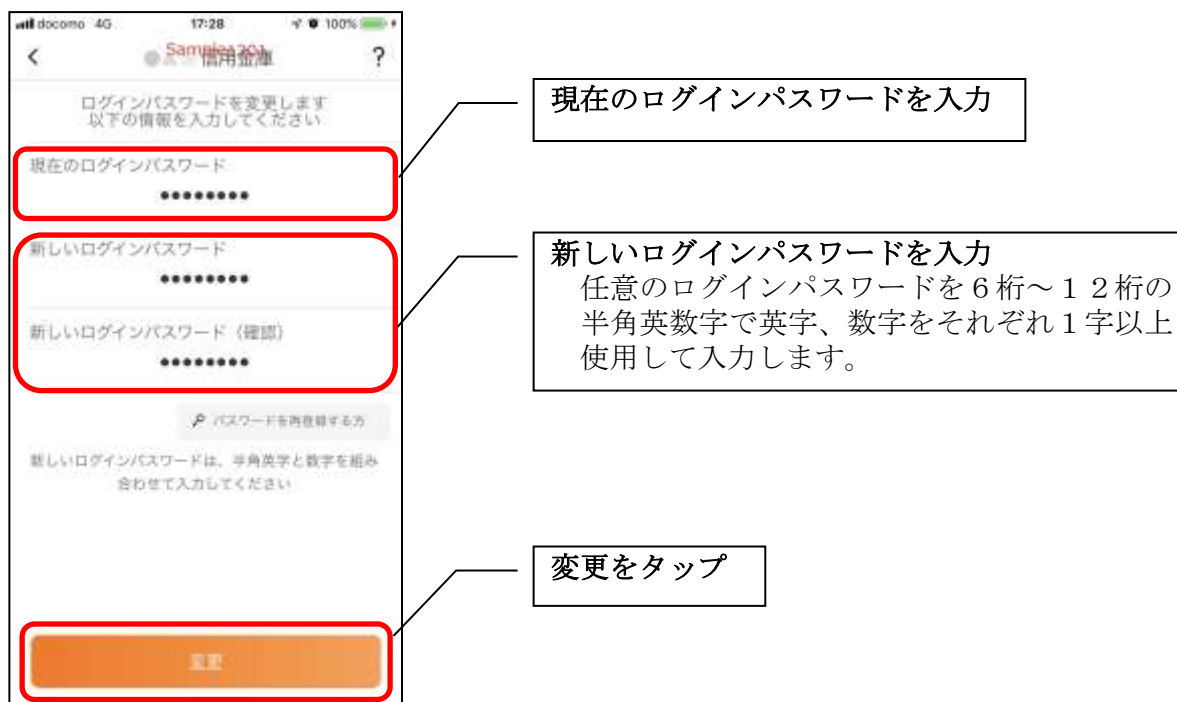 docomo 4G 17:28 100%
信用金庫 ?
ログインパスワードを変更します
以下の情報を入力してください
現在のログインパスワード
••••••••
新しいログインパスワード
••••••••
新しいログインパスワード（確認）
••••••••
パスワードを再登録する方
新しいログインパスワードは、半角英字と数字を組み
合わせて入力してください
変更
現在のログインパスワードを入力
新しいログインパスワードを入力
任意のログインパスワードを６桁～１２桁の
半角英数字で英字、数字をそれぞれ１字以上
使用して入力します。
変更をタップ